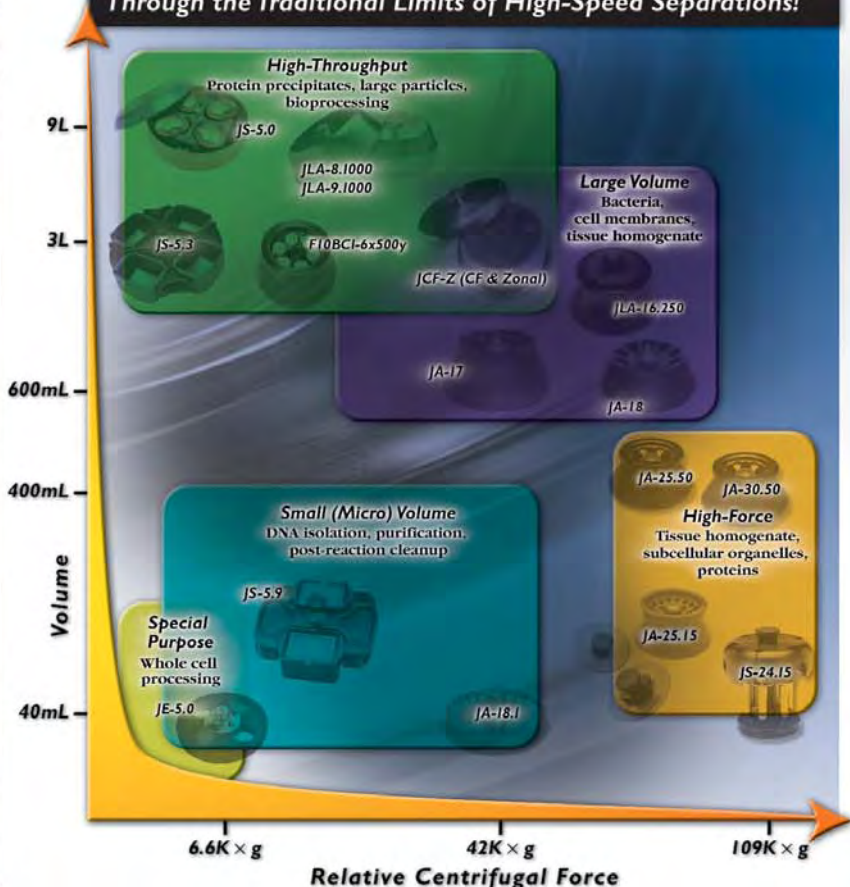 Through the Traditional Limits of High-Speed Separations!
High-Throughput
Protein precipitates, large particles,
bioprocessing
9L
JS-5.0
JLA-8.1000
JLA-9.1000
Large Volume
Bacteria,
cell membranes,
tissue homogenate
3L
JS-5.3
F10BCI-6x500y
JCF-Z (CF & Zonal)
JLA-16.250
JA-17
600mL
JA-18
JA-25.50
JA-30.50
400mL
High-Force
Tissue homogenate,
subcellular organelles,
proteins
Small (Micro) Volume
DNA isolation, purification,
post-reaction cleanup
JS-5.9
Volume
Special
Purpose
Whole cell
processing
JA-25.15
JS-24.15
40mL
JE-5.0
JA-18.1
6.6K × g
42K × g
109K × g
Relative Centrifugal Force